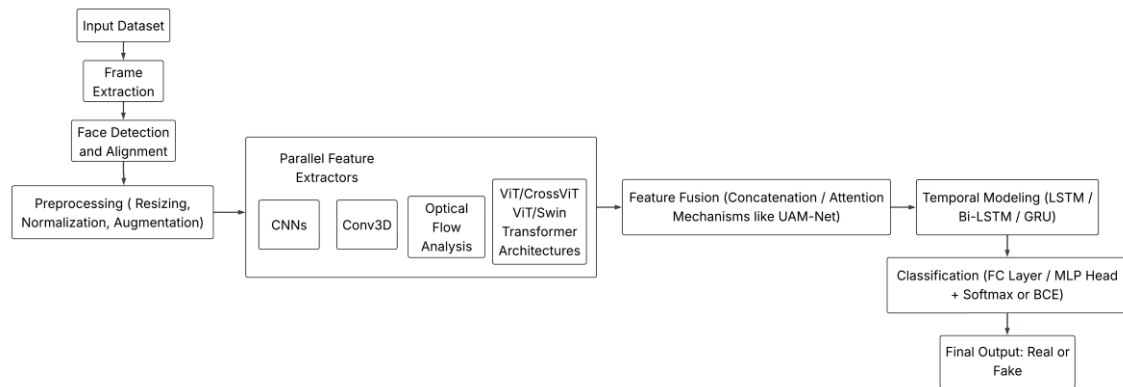 Input Dataset
Frame
Extraction
Face Detection
and Alignment
Preprocessing ( Resizing,
Normalization, Augmentation)
Parallel Feature
Extractors
CNNs
Conv3D
Optical
Flow
Analysis
ViT/CrossViT
ViT/Swin
Transformer
Architectures
Feature Fusion (Concatenation / Attention
Mechanisms like UAM-Net)
Temporal Modeling (LSTM /
Bi-LSTM / GRU)
Classification (FC Layer / MLP Head
+ Softmax or BCE)
Final Output: Real or
Fake